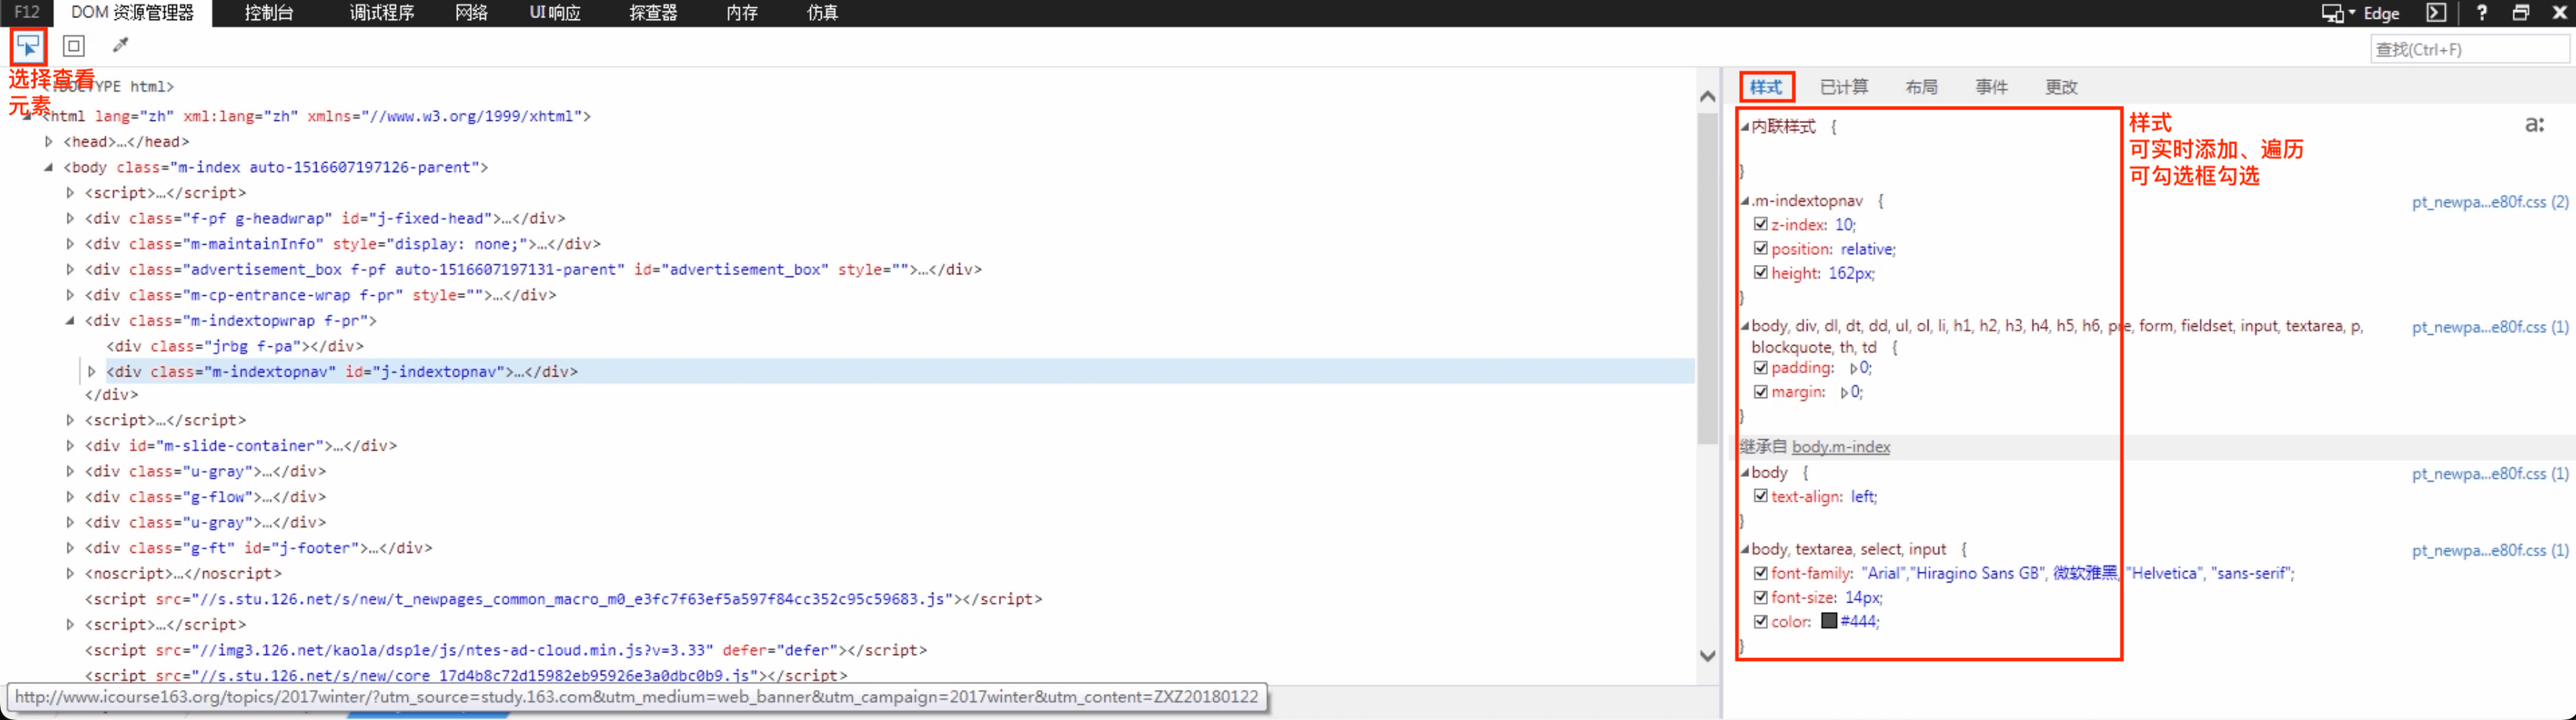 F12 DOM 资源管理器 控制台 调试程序 网络 UI 响应 探查器 内存 仿真 Edge ?
查找(Ctrl+F)
选择查看
元素
<!DOCTYPE html>
<html lang="zh" xml:lang="zh" xmlns="//www.w3.org/1999/xhtml">
<head>…</head>
<body class="m-index auto-1516607197126-parent">
<script>…</script>
<div class="f-pf g-headwrap" id="j-fixed-head">…</div>
<div class="m-maintainInfo" style="display: none;">…</div>
<div class="advertisement_box f-pf auto-1516607197131-parent" id="advertisement_box" style="">…</div>
<div class="m-cp-entrance-wrap f-pr" style="">…</div>
<div class="m-indextopwrap f-pr">
<div class="jrbg f-pa"></div>
<div class="m-indextopnav" id="j-indextopnav">…</div>
</div>
<script>…</script>
<div id="m-slide-container">…</div>
<div class="u-gray">…</div>
<div class="g-flow">…</div>
<div class="u-gray">…</div>
<div class="g-ft" id="j-footer">…</div>
<noscript>…</noscript>
<script src="//s.stu.126.net/s/new/t_newpages_common_macro_m0_e3fc7f63ef5a597f84cc352c95c59683.js"></script>
<script>…</script>
<script src="//img3.126.net/kaola/dsp1e/js/ntes-ad-cloud.min.js?v=3.33" defer="defer"></script>
<script src="//s.stu.126.net/s/new/core_17d4b8c72d15982eb95926e3a0dbc0b9.js"></script>
http://www.icourse163.org/topics/2017winter/?utm_source=study.163.com&utm_medium=web_banner&utm_campaign=2017winter&utm_content=ZXZ20180122
样式 已计算 布局 事件 更改
内联样式 {
a:
}
样式
可实时添加、遍历
可勾选框勾选
.m-indextopnav { pt_newpa...e80f.css (2)
z-index: 10;
position: relative;
height: 162px;
}
body, div, dl, dt, dd, ul, ol, li, h1, h2, h3, h4, h5, h6, pre, form, fieldset, input, textarea, p, pt_newpa...e80f.css (1)
blockquote, th, td {
padding: 0;
margin: 0;
}
继承自 body.m-index
body { pt_newpa...e80f.css (1)
text-align: left;
}
body, textarea, select, input { pt_newpa...e80f.css (1)
font-family: "Arial","Hiragino Sans GB", 微软雅黑, "Helvetica", "sans-serif";
font-size: 14px;
color: #444;
}